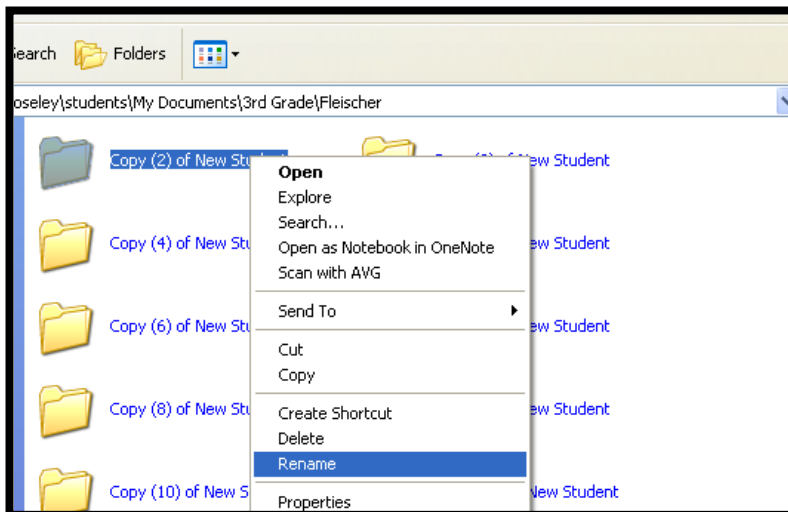 Search Folders
oseley\students\My Documents\3rd Grade\Fleischer
Copy (2) of New Student
ew Student
Open
Explore
Search...
Copy (4) of New Stu
ew Student
Open as Notebook in OneNote
Scan with AVG
Send To
Copy (6) of New Stu
ew Student
Cut
Copy
Copy (8) of New Stu
ew Student
Create Shortcut
Delete
Rename
Copy (10) of New S
New Student
Properties